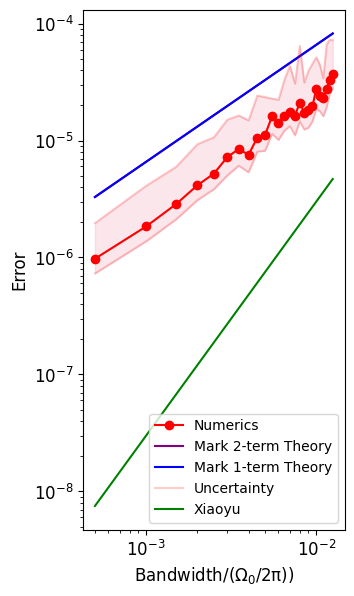 10⁻⁴
10⁻⁵
10⁻⁶
10⁻⁷
10⁻⁸
Error
Numerics
Mark 2-term Theory
Mark 1-term Theory
Uncertainty
Xiaoyu
10⁻³
10⁻²
Bandwidth/(Ω₀/2π))